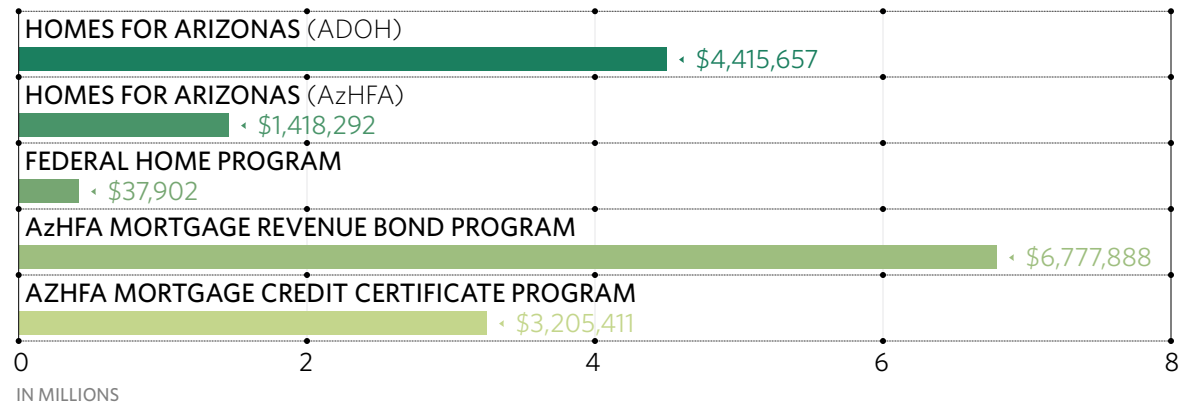 HOMES FOR ARIZONAS (ADOH)
$4,415,657
HOMES FOR ARIZONAS (AzHFA)
$1,418,292
FEDERAL HOME PROGRAM
$37,902
AzHFA MORTGAGE REVENUE BOND PROGRAM
$6,777,888
AZHFA MORTGAGE CREDIT CERTIFICATE PROGRAM
$3,205,411
0 2 4 6 8
IN MILLIONS